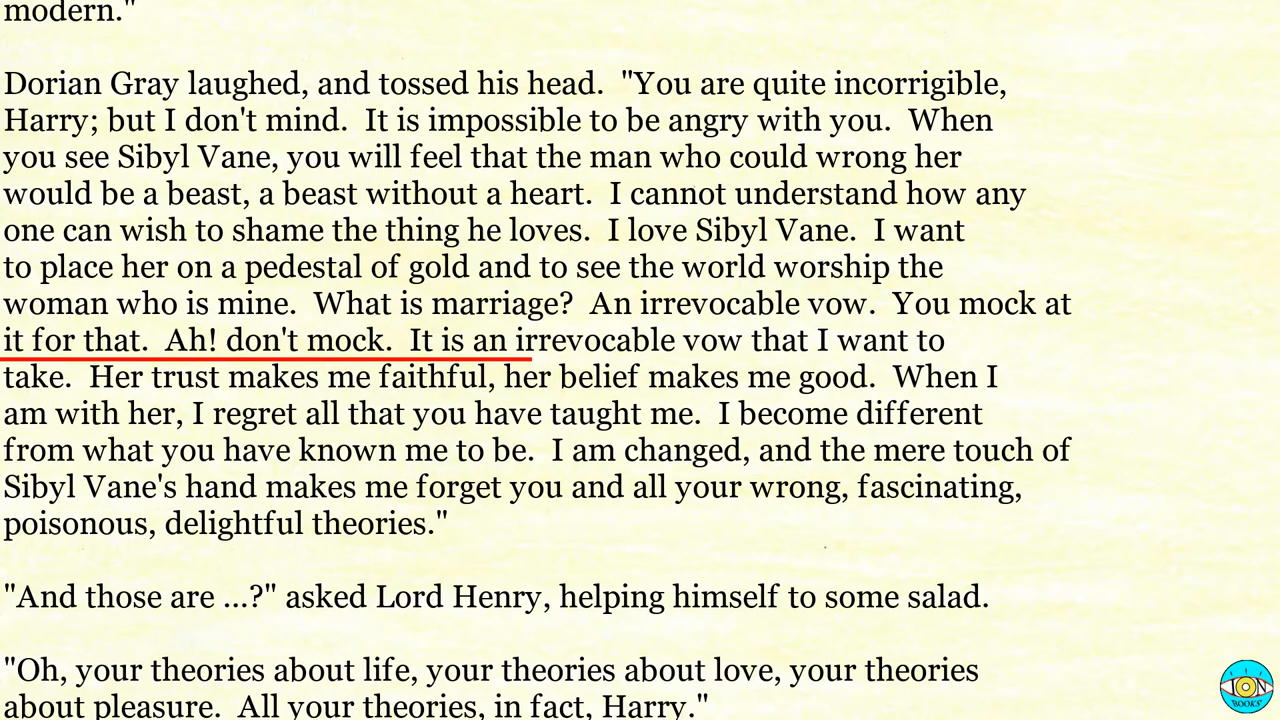 modern."
Dorian Gray laughed, and tossed his head.  "You are quite incorrigible,
Harry; but I don't mind.  It is impossible to be angry with you.  When
you see Sibyl Vane, you will feel that the man who could wrong her
would be a beast, a beast without a heart.  I cannot understand how any
one can wish to shame the thing he loves.  I love Sibyl Vane.  I want
to place her on a pedestal of gold and to see the world worship the
woman who is mine.  What is marriage?  An irrevocable vow.  You mock at
it for that.  Ah! don't mock.  It is an irrevocable vow that I want to
take.  Her trust makes me faithful, her belief makes me good.  When I
am with her, I regret all that you have taught me.  I become different
from what you have known me to be.  I am changed, and the mere touch of
Sibyl Vane's hand makes me forget you and all your wrong, fascinating,
poisonous, delightful theories."
"And those are ...?" asked Lord Henry, helping himself to some salad.
"Oh, your theories about life, your theories about love, your theories
about pleasure.  All your theories, in fact, Harry."
ION
BOOKS